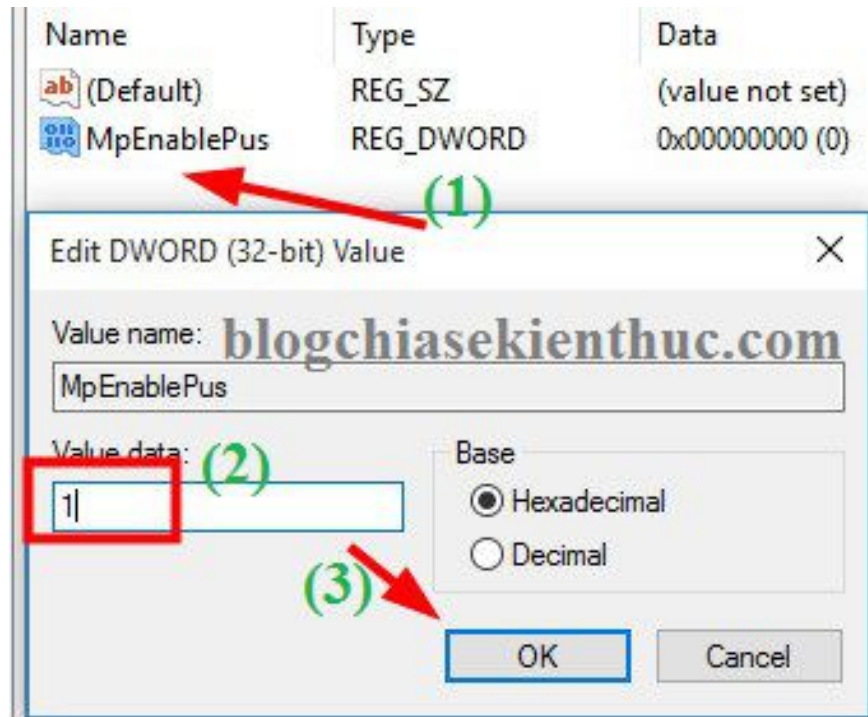 Name Type Data
(Default) REG_SZ (value not set)
MpEnablePus REG_DWORD 0x00000000 (0)
(1)
Edit DWORD (32-bit) Value
Value name:
blogchiasekienthuc.com
MpEnablePus
Value data: (2) Base
1 Hexadecimal
Decimal
(3)
OK Cancel